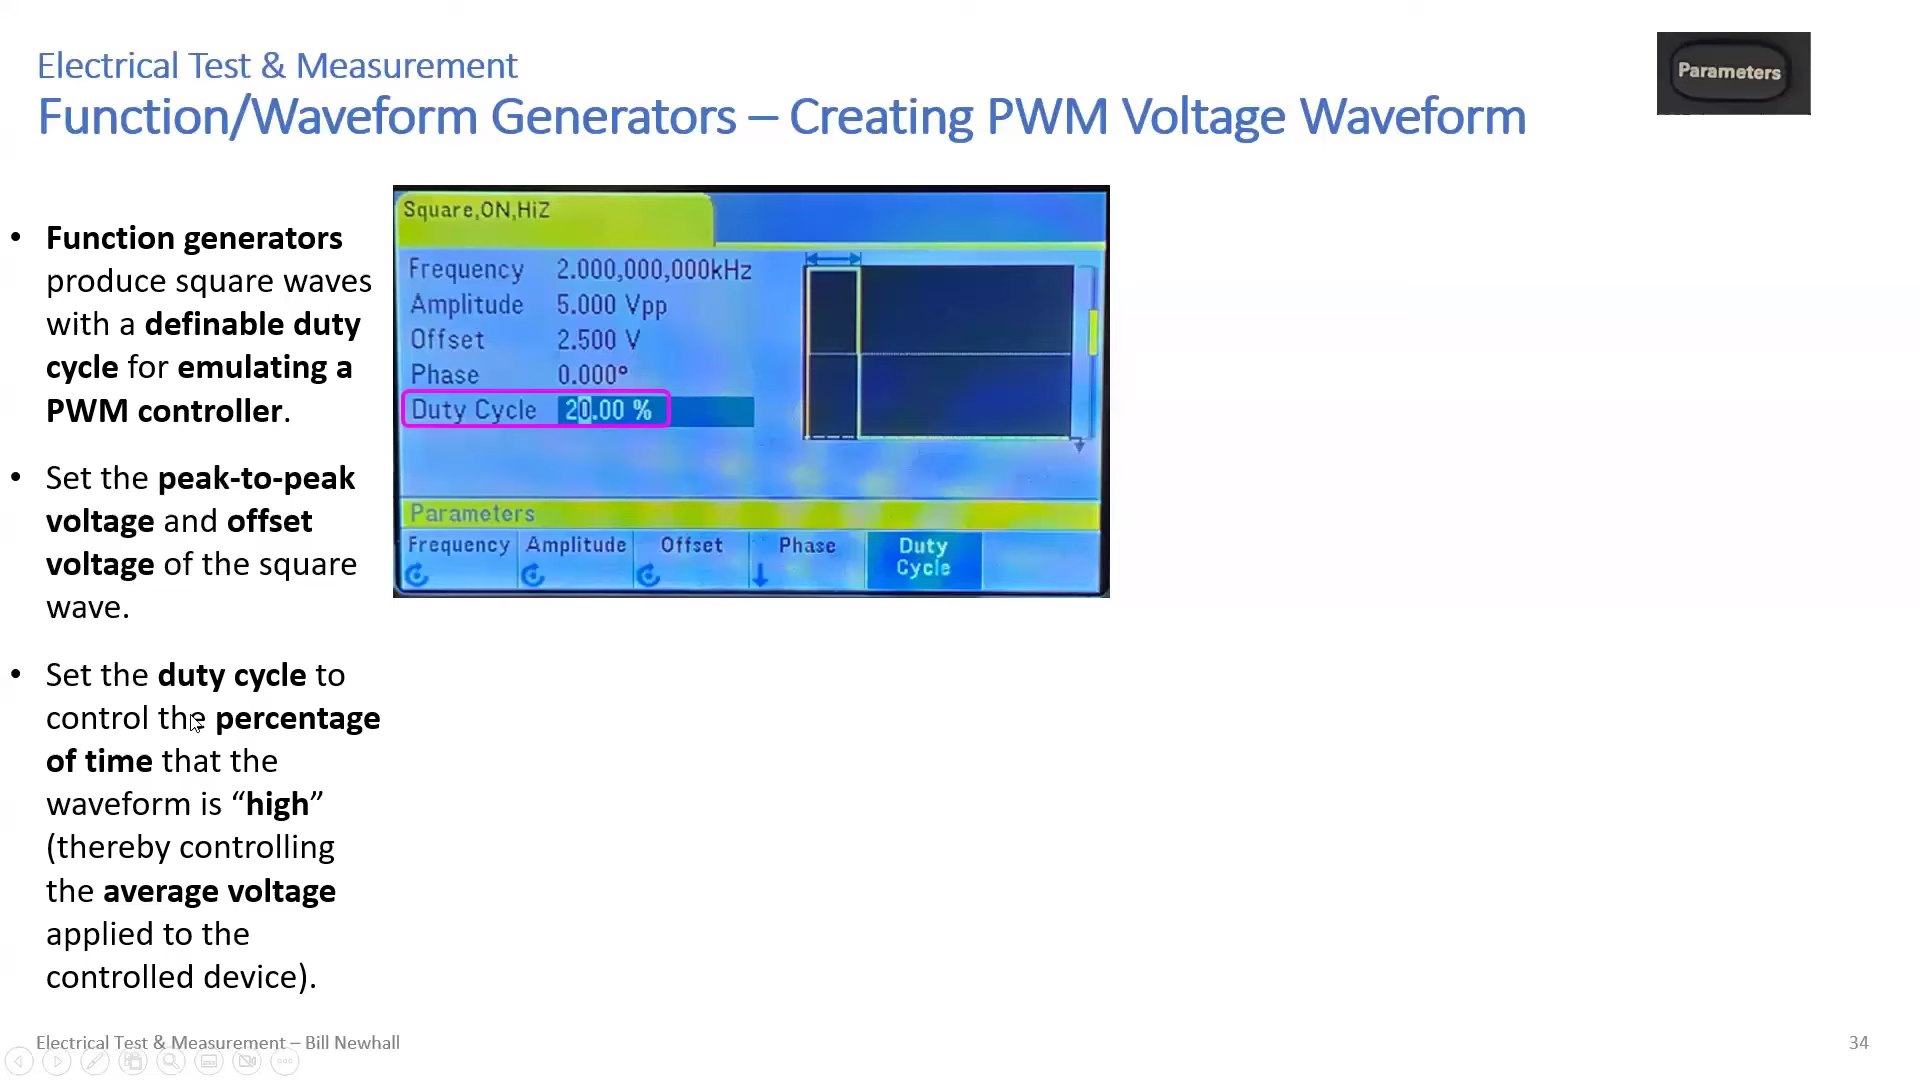 Electrical Test & Measurement
Function/Waveform Generators – Creating PWM Voltage Waveform
Parameters
• Function generators
produce square waves
with a definable duty
cycle for emulating a
PWM controller.
• Set the peak-to-peak
voltage and offset
voltage of the square
wave.
• Set the duty cycle to
control the percentage
of time that the
waveform is “high”
(thereby controlling
the average voltage
applied to the
controlled device).
Square,ON,HiZ
Frequency 2.000,000,000kHz
Amplitude 5.000 Vpp
Offset 2.500 V
Phase 0.000°
Duty Cycle 20.00 %
Parameters
Frequency Amplitude Offset Phase Duty Cycle
Electrical Test & Measurement – Bill Newhall
34